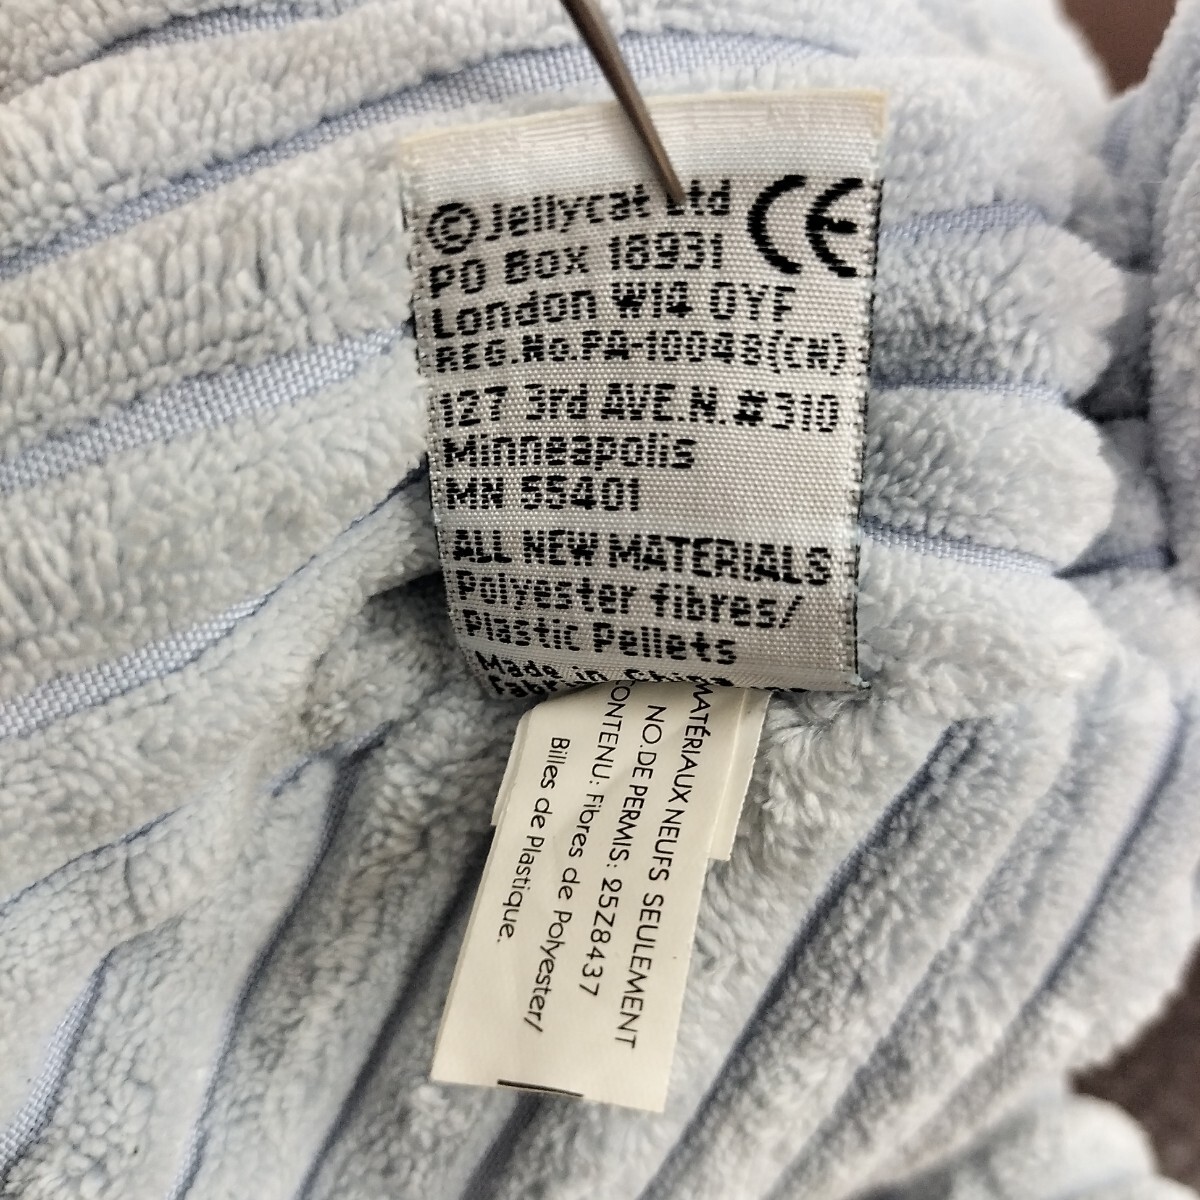 ©Jellycat Ltd CE
PO Box 18931
London W14 0YF
REG.No.PA-10048(CN)
127 3rd AVE.N.#310
Minneapolis
MN 55401
ALL NEW MATERIALS
Polyester fibres/
Plastic Pellets
Made in China
MATÉRIAUX NEUFS SEULEMENT
NO.DE PERMIS: 25Z8437
CONTENU: Fibres de Polyester/
Billes de Plastique.